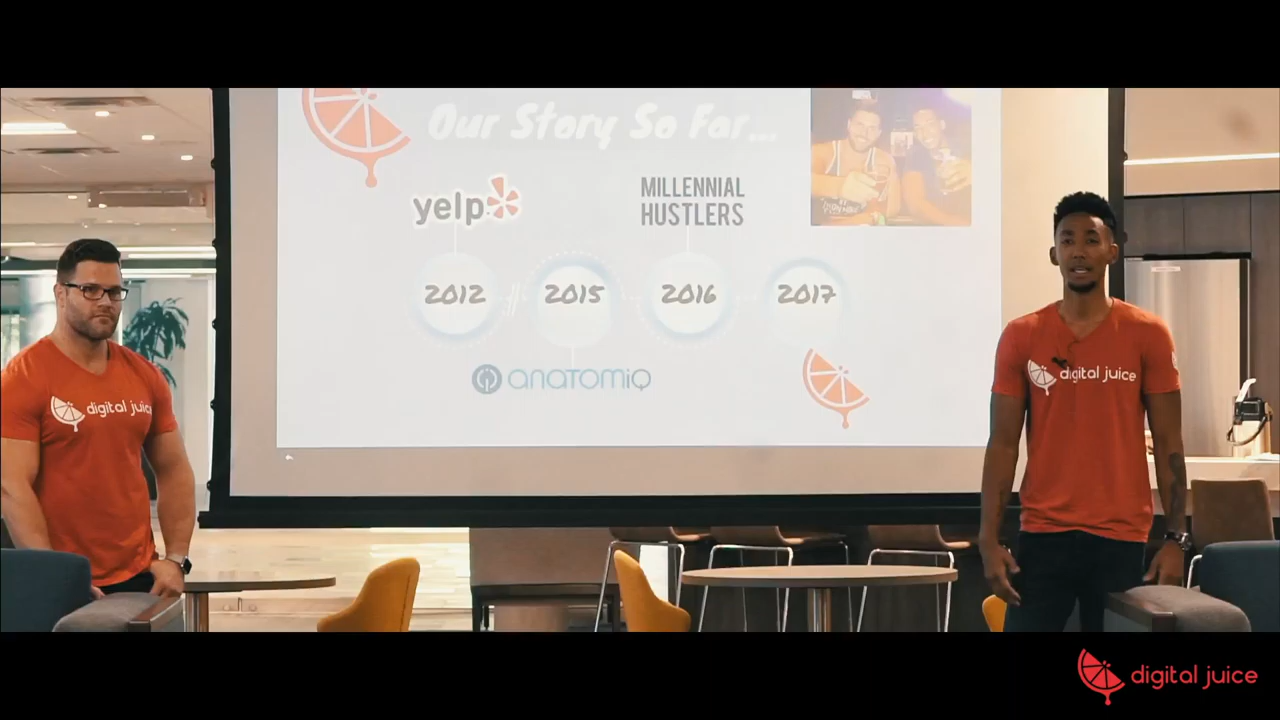 Our Story So Far...
yelp
MILLENNIAL
HUSTLERS
2012
2015
2016
2017
anatomiq
digital juice
digital juice
digital juice